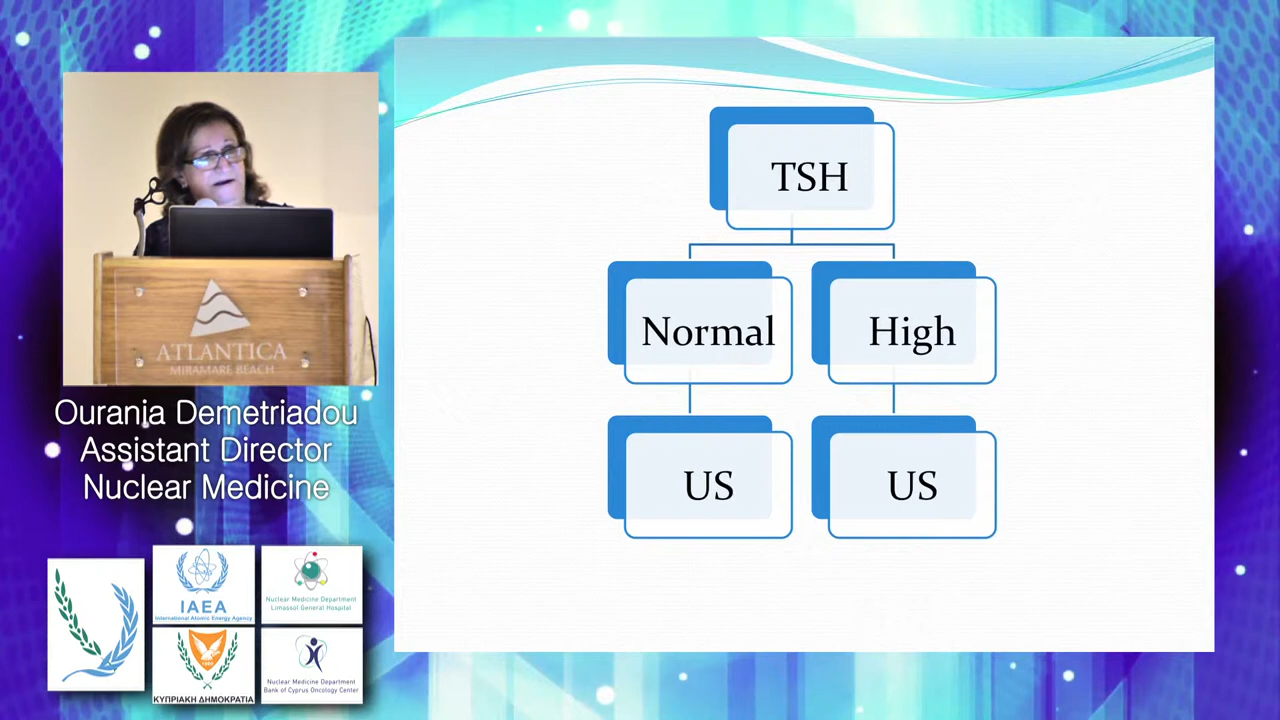 TSH
Normal
High
US
US
ATLANTICA
MIRAMARE BEACH
Ourania Demetriadou
Assistant Director
Nuclear Medicine
IAEA
International Atomic Energy Agency
Nuclear Medicine Department
Limassol General Hospital
ΚΥΠΡΙΑΚΗ ΔΗΜΟΚΡΑΤΙΑ
Nuclear Medicine Department
Bank of Cyprus Oncology Center